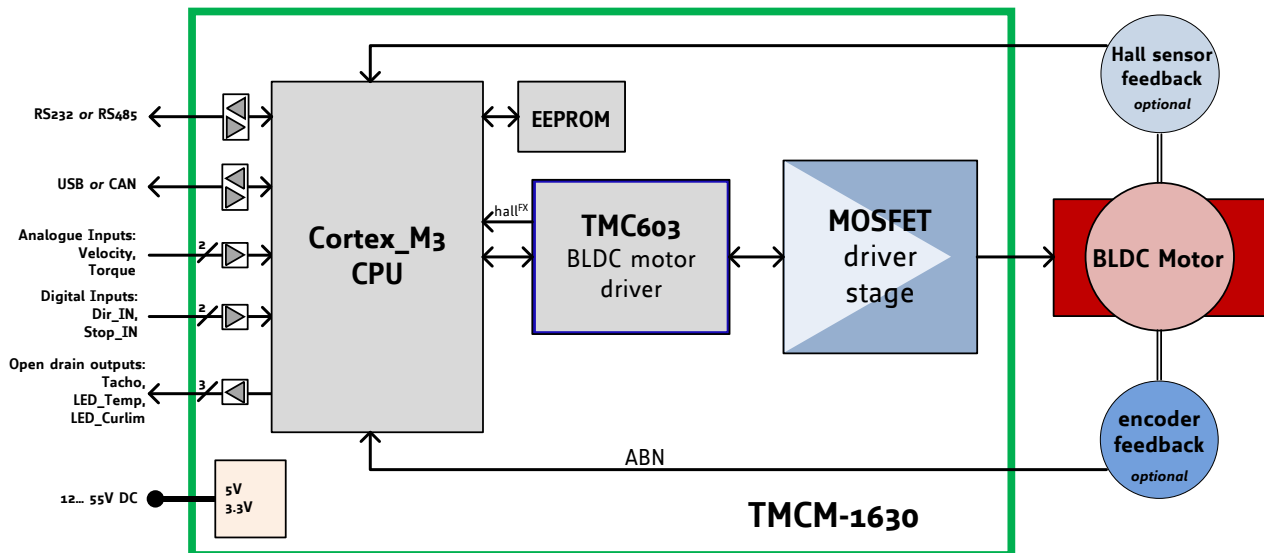 Hall sensor
feedback
optional
RS232 or RS485
EEPROM
USB or CAN
hallFX
TMC603
BLDC motor
driver
MOSFET
driver
stage
Cortex_M3
CPU
BLDC Motor
Analogue Inputs:
Velocity,
Torque
2
Digital Inputs:
Dir_IN,
Stop_IN
2
Open drain outputs:
Tacho,
LED_Temp,
LED_Curlim
3
encoder
feedback
optional
ABN
12... 55V DC
5V
3.3V
TMCM-1630